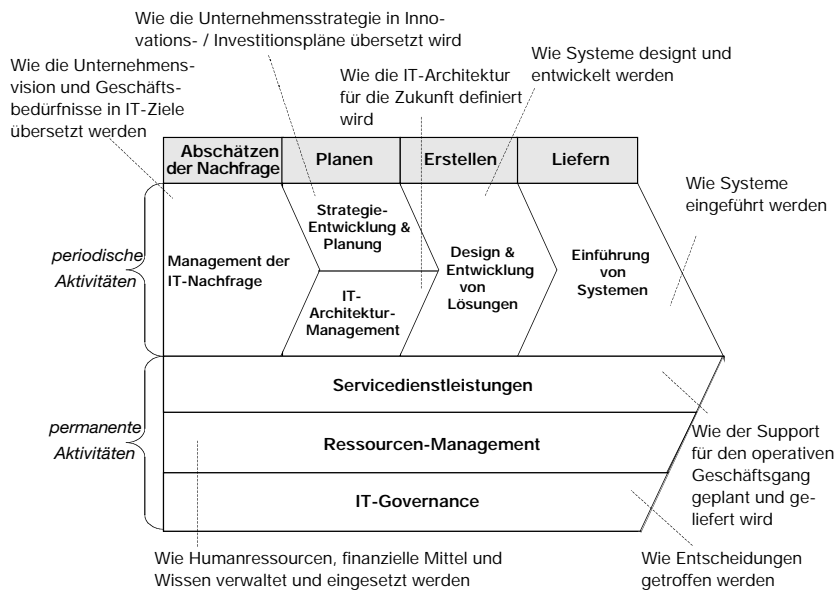 Wie die Unternehmensstrategie in Inno-
vations- / Investitionspläne übersetzt wird
Wie die Unternehmens-
vision und Geschäfts-
bedürfnisse in IT-Ziele
übersetzt werden
Wie die IT-Architektur
für die Zukunft definiert
wird
Wie Systeme designt und
entwickelt werden
Abschätzen
der Nachfrage
Planen
Erstellen
Liefern
Wie Systeme
eingeführt werden
periodische
Aktivitäten
Management der
IT-Nachfrage
Strategie-
Entwicklung &
Planung
IT-
Architektur-
Management
Design &
Entwicklung
von
Lösungen
Einführung
von
Systemen
permanente
Aktivitäten
Servicedienstleistungen
Ressourcen-Management
IT-Governance
Wie der Support
für den operativen
Geschäftsgang
geplant und ge-
liefert wird
Wie Humanressourcen, finanzielle Mittel und
Wissen verwaltet und eingesetzt werden
Wie Entscheidungen
getroffen werden